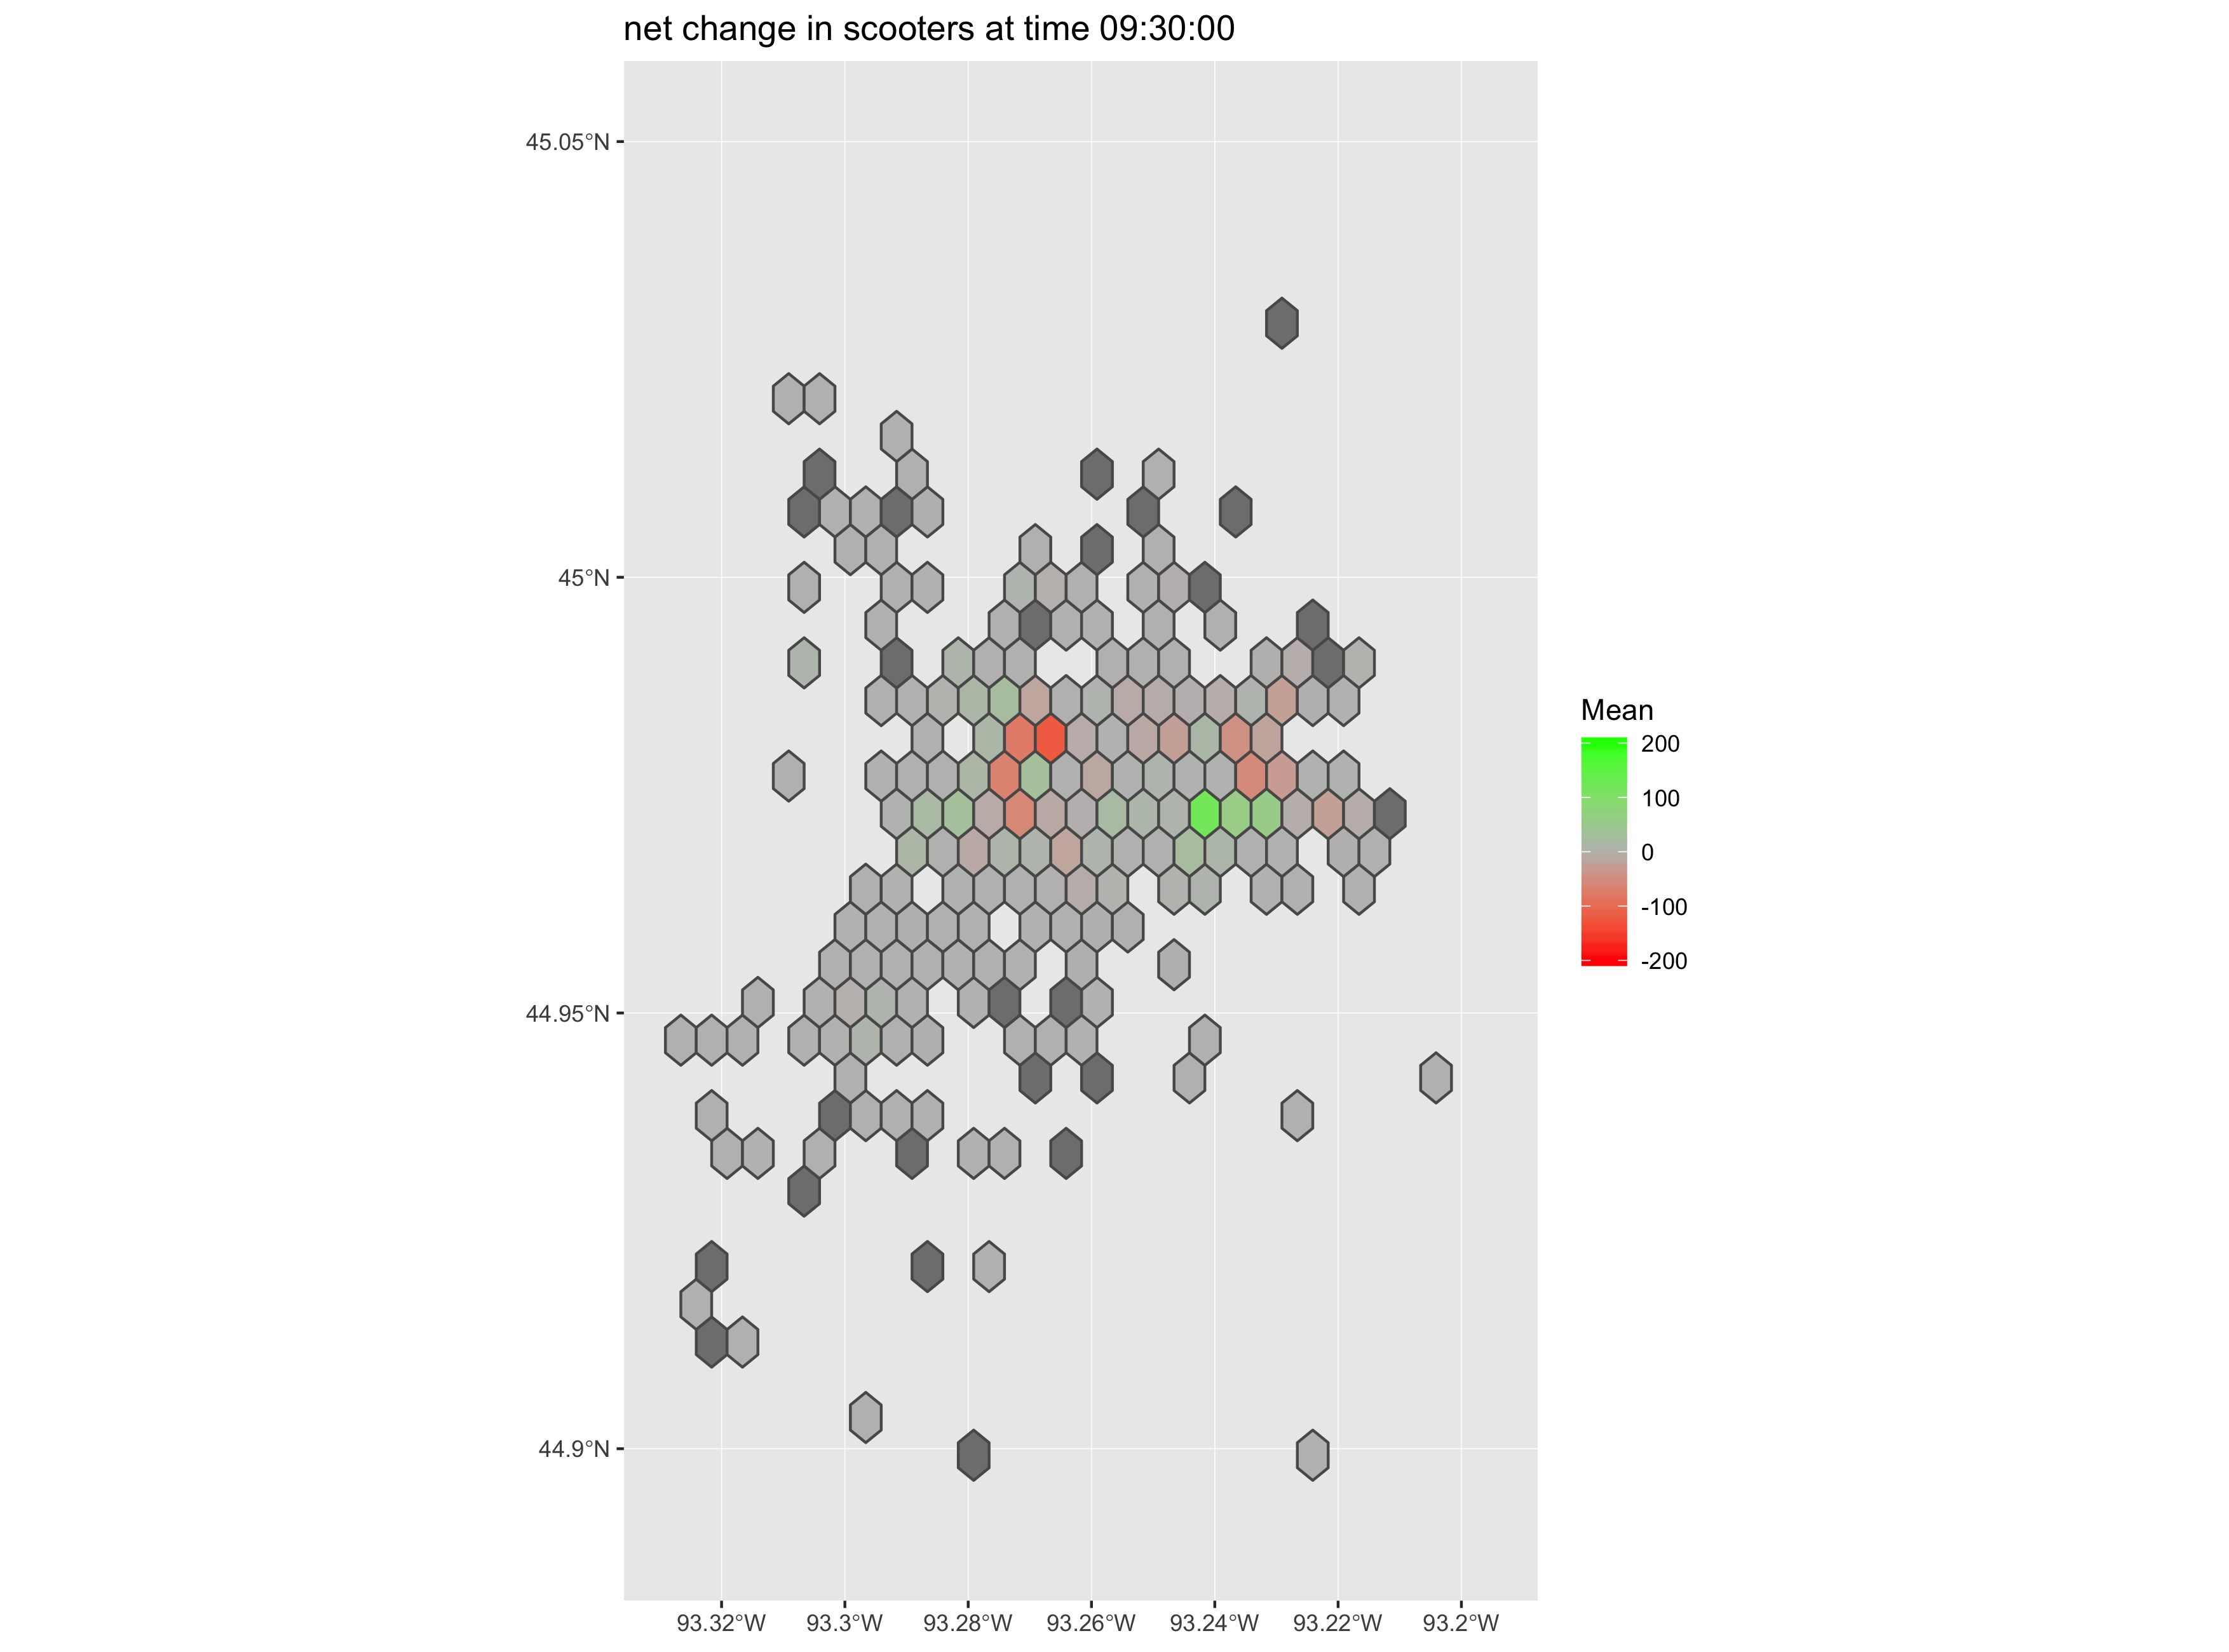 net change in scooters at time 09:30:00
45.05°N
45°N
44.95°N
44.9°N
93.32°W
93.3°W
93.28°W
93.26°W
93.24°W
93.22°W
93.2°W
Mean
200
100
0
-100
-200